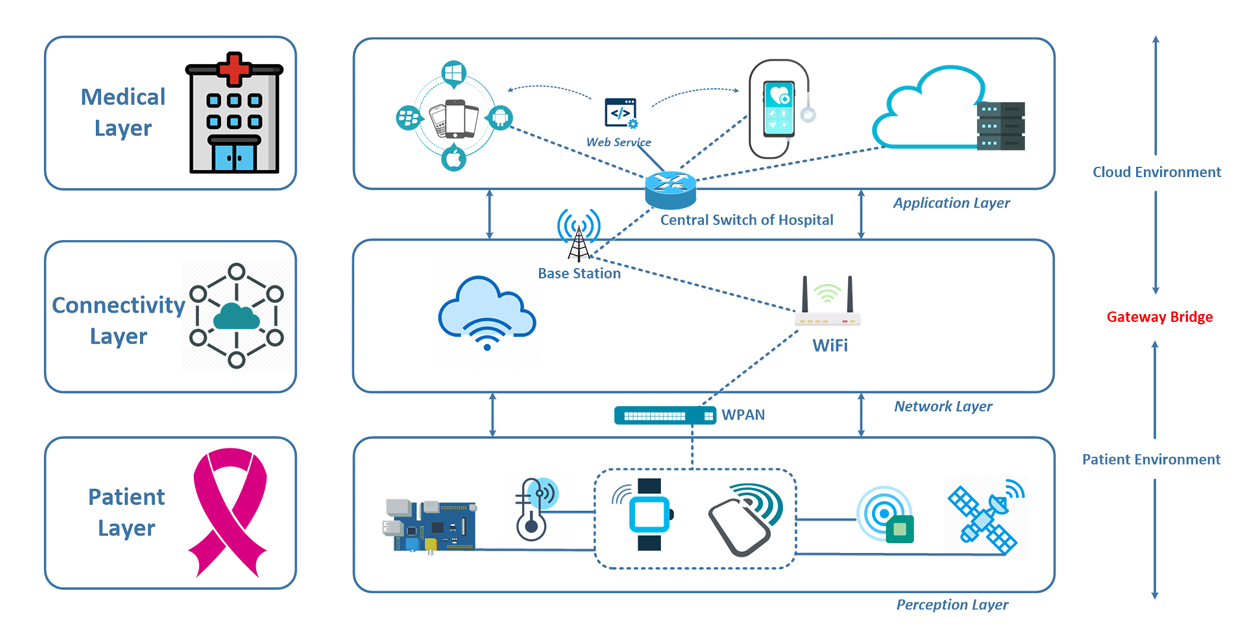 Medical
Layer
</>
Web Service
Application Layer
Central Switch of Hospital
Cloud Environment
Connectivity
Layer
Base Station
WiFi
Network Layer
Gateway Bridge
WPAN
Patient
Layer
Perception Layer
Patient Environment